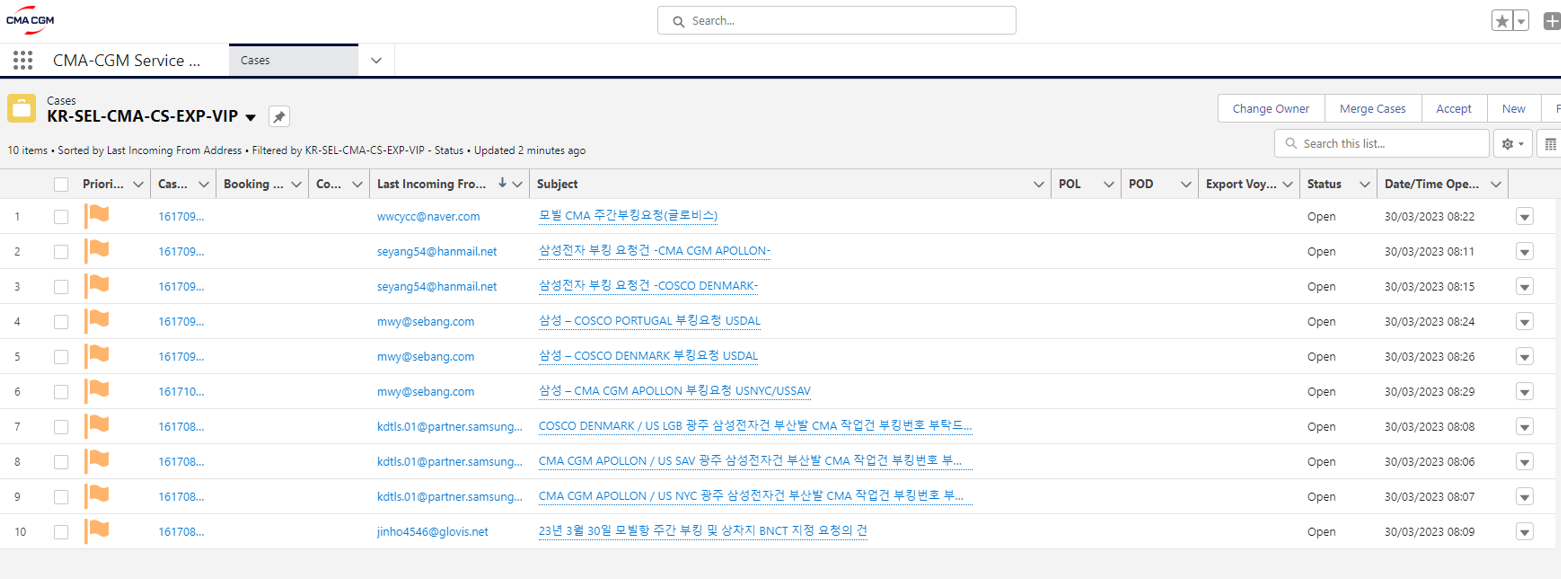 CMA CGM
Search...
CMA-CGM Service ... Cases
Cases
KR-SEL-CMA-CS-EXP-VIP
Change Owner Merge Cases Accept New F
10 items • Sorted by Last Incoming From Address • Filtered by KR-SEL-CMA-CS-EXP-VIP - Status • Updated 2 minutes ago
Search this list...
Priori... Cas... Booking ... Co... Last Incoming Fro... Subject POL POD Export Voy... Status Date/Time Ope...
1 161709... wwcycc@naver.com 모빌 CMA 주간부킹요청(글로비스) Open 30/03/2023 08:22
2 161709... seyang54@hanmail.net 삼성전자 부킹 요청건 -CMA CGM APOLLON- Open 30/03/2023 08:11
3 161709... seyang54@hanmail.net 삼성전자 부킹 요청건 -COSCO DENMARK- Open 30/03/2023 08:15
4 161709... mwy@sebang.com 삼성 – COSCO PORTUGAL 부킹요청 USDAL Open 30/03/2023 08:24
5 161709... mwy@sebang.com 삼성 – COSCO DENMARK 부킹요청 USDAL Open 30/03/2023 08:26
6 161710... mwy@sebang.com 삼성 – CMA CGM APOLLON 부킹요청 USNYC/USSAV Open 30/03/2023 08:29
7 161708... kdtls.01@partner.samsung... COSCO DENMARK / US LGB 광주 삼성전자건 부산발 CMA 작업건 부킹번호 부탁드... Open 30/03/2023 08:08
8 161708... kdtls.01@partner.samsung... CMA CGM APOLLON / US SAV 광주 삼성전자건 부산발 CMA 작업건 부킹번호 부... Open 30/03/2023 08:06
9 161708... kdtls.01@partner.samsung... CMA CGM APOLLON / US NYC 광주 삼성전자건 부산발 CMA 작업건 부킹번호 부... Open 30/03/2023 08:07
10 161708... jinho4546@glovis.net 23년 3월 30일 모빌항 주간 부킹 및 상차지 BNCT 지정 요청의 건 Open 30/03/2023 08:09